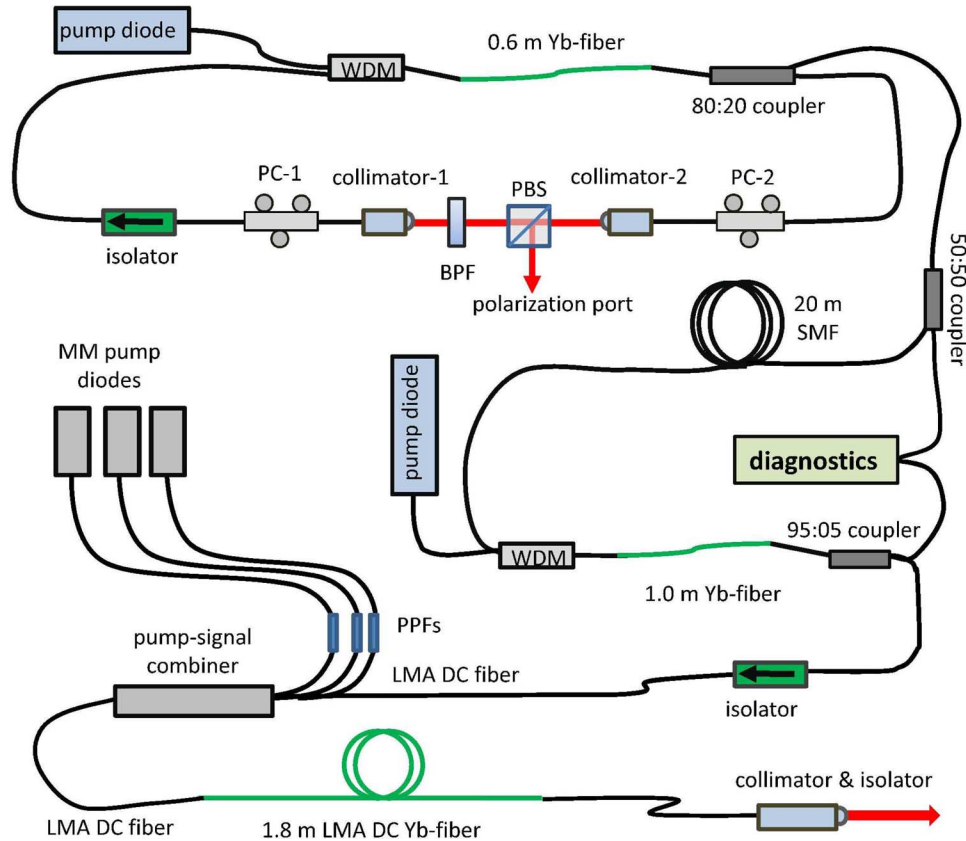 pump diode
WDM
0.6 m Yb-fiber
80:20 coupler
PC-1
collimator-1
PBS
collimator-2
PC-2
isolator
BPF
polarization port
50:50 coupler
20 m
SMF
MM pump
diodes
pump diode
diagnostics
95:05 coupler
WDM
1.0 m Yb-fiber
PPFs
pump-signal
combiner
LMA DC fiber
isolator
collimator & isolator
LMA DC fiber
1.8 m LMA DC Yb-fiber